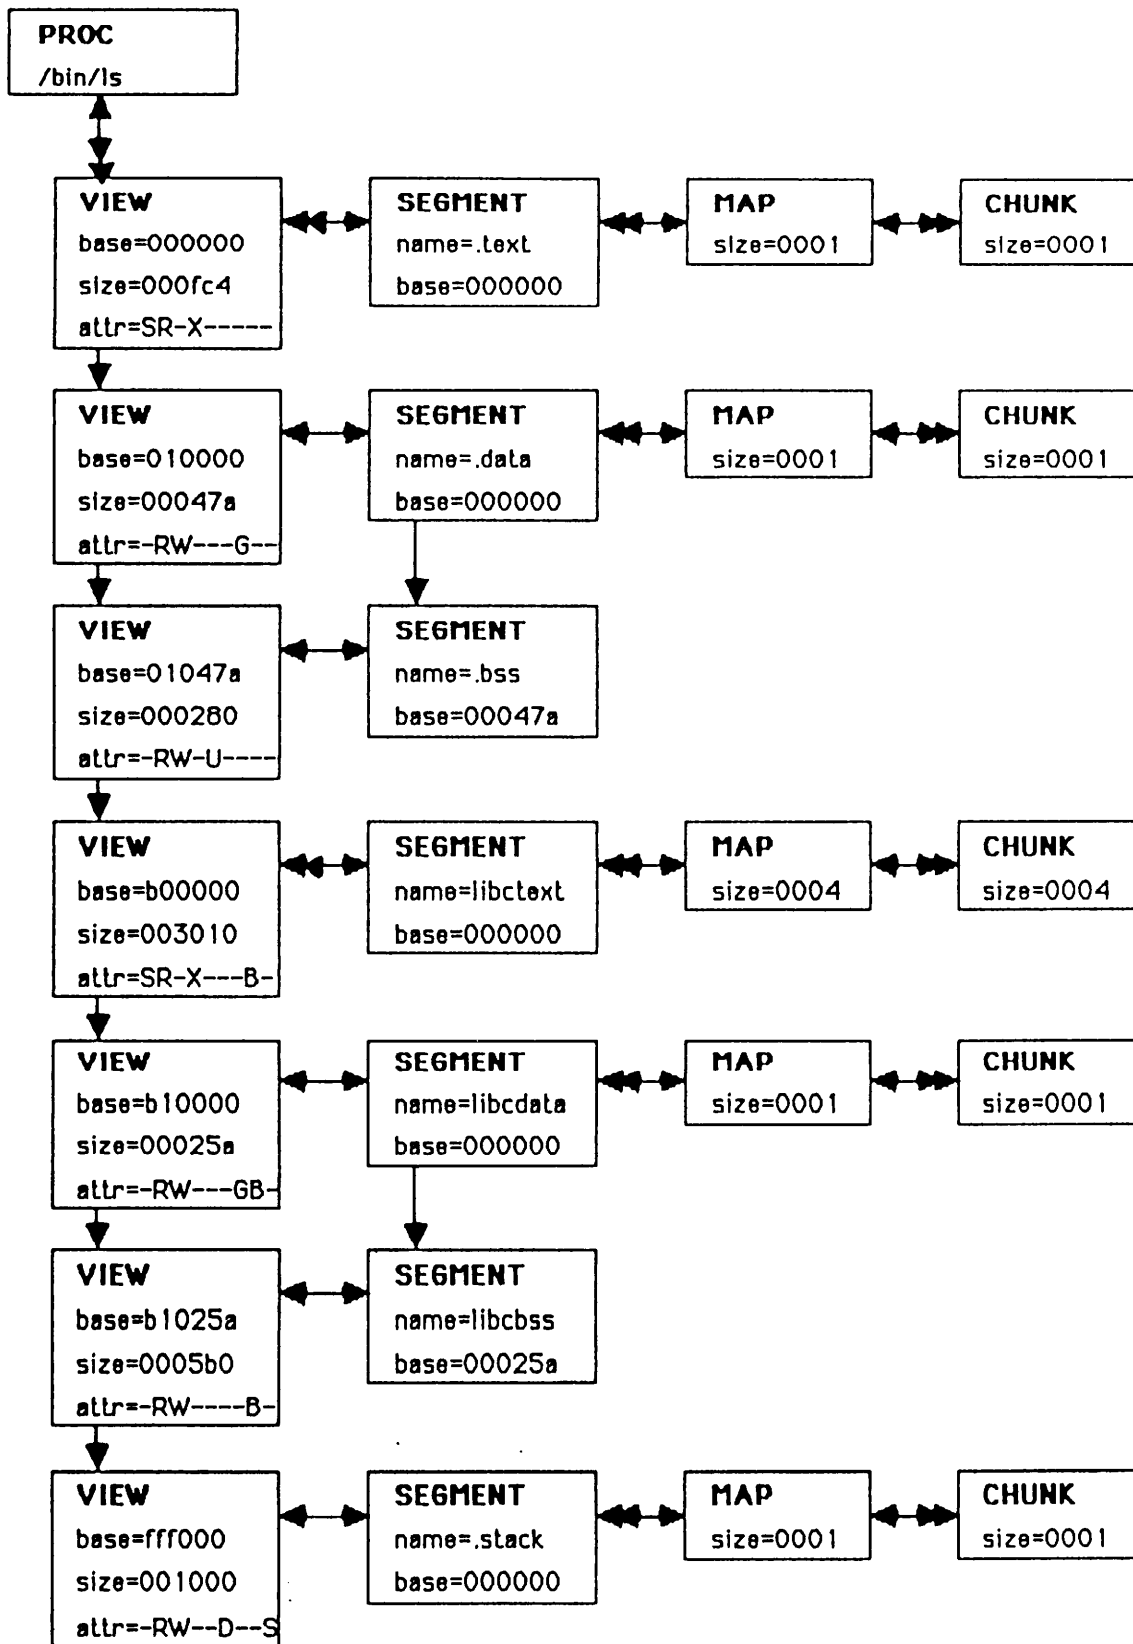 PROC
/bin/ls
VIEW
base=000000
size=000fc4
attr=SR-X-----
SEGMENT
name=.text
base=000000
MAP
size=0001
CHUNK
size=0001
VIEW
base=010000
size=00047a
attr=-RW---G--
SEGMENT
name=.data
base=000000
MAP
size=0001
CHUNK
size=0001
VIEW
base=01047a
size=000280
attr=-RW-U----
SEGMENT
name=.bss
base=00047a
VIEW
base=b00000
size=003010
attr=SR-X---B-
SEGMENT
name=libctext
base=000000
MAP
size=0004
CHUNK
size=0004
VIEW
base=b10000
size=00025a
attr=-RW---GB-
SEGMENT
name=libcdata
base=000000
MAP
size=0001
CHUNK
size=0001
VIEW
base=b1025a
size=0005b0
attr=-RW----B-
SEGMENT
name=libcbss
base=00025a
VIEW
base=fff000
size=001000
attr=-RW--D--S
SEGMENT
name=.stack
base=000000
MAP
size=0001
CHUNK
size=0001